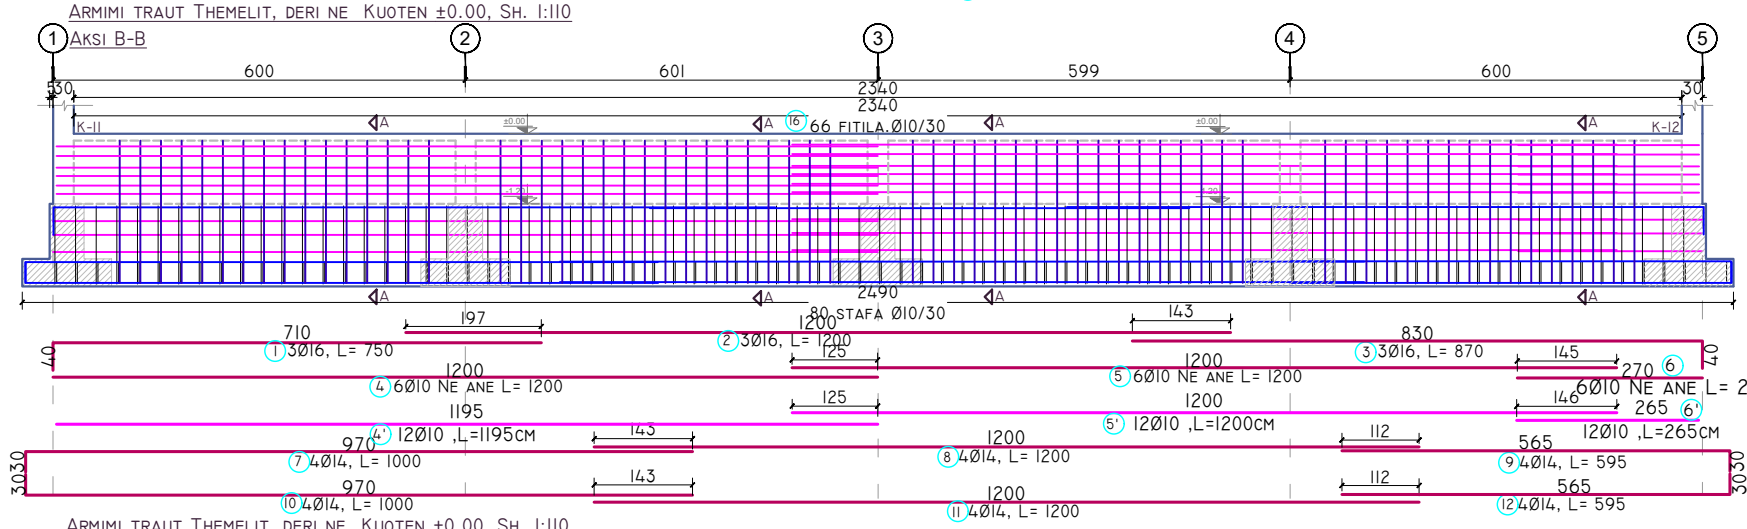 ARMIMI TRAUT THEMELIT, DERI NE KUOTEN ±0.00, SH. 1:110
AKSI B-B
1 2 3 4 5
600 601 599 600
530 2340 30
2340
K-11 A A 16 66 FITILA.Ø10/30 A A K-12
±0.00 ±0.00
-1.20
A A 2490 A A
80 STAFA Ø10/30
197 1200 143
710 2 3Ø16, L= 1200 830
40 1 3Ø16, L= 750 3 3Ø16, L= 870 40
125 1200 145 6
1200 270
4 6Ø10 NE ANE L= 1200 5 6Ø10 NE ANE L= 1200 6Ø10 NE ANE L= 2
125 1200 146 265 6'
1195 5' 12Ø10 ,L=1200CM
4' 12Ø10 ,L=1195CM 12Ø10 ,L=265CM
143 1200 112
970 565
7 4Ø14, L= 1000 8 4Ø14, L= 1200 9 4Ø14, L= 595
3030 3030
143 1200 112
970 565
10 4Ø14, L= 1000 11 4Ø14, L= 1200 12 4Ø14, L= 595
ARMIMI TRAUT THEMELIT, DERI NE KUOTEN ±0.00, SH. 1:110